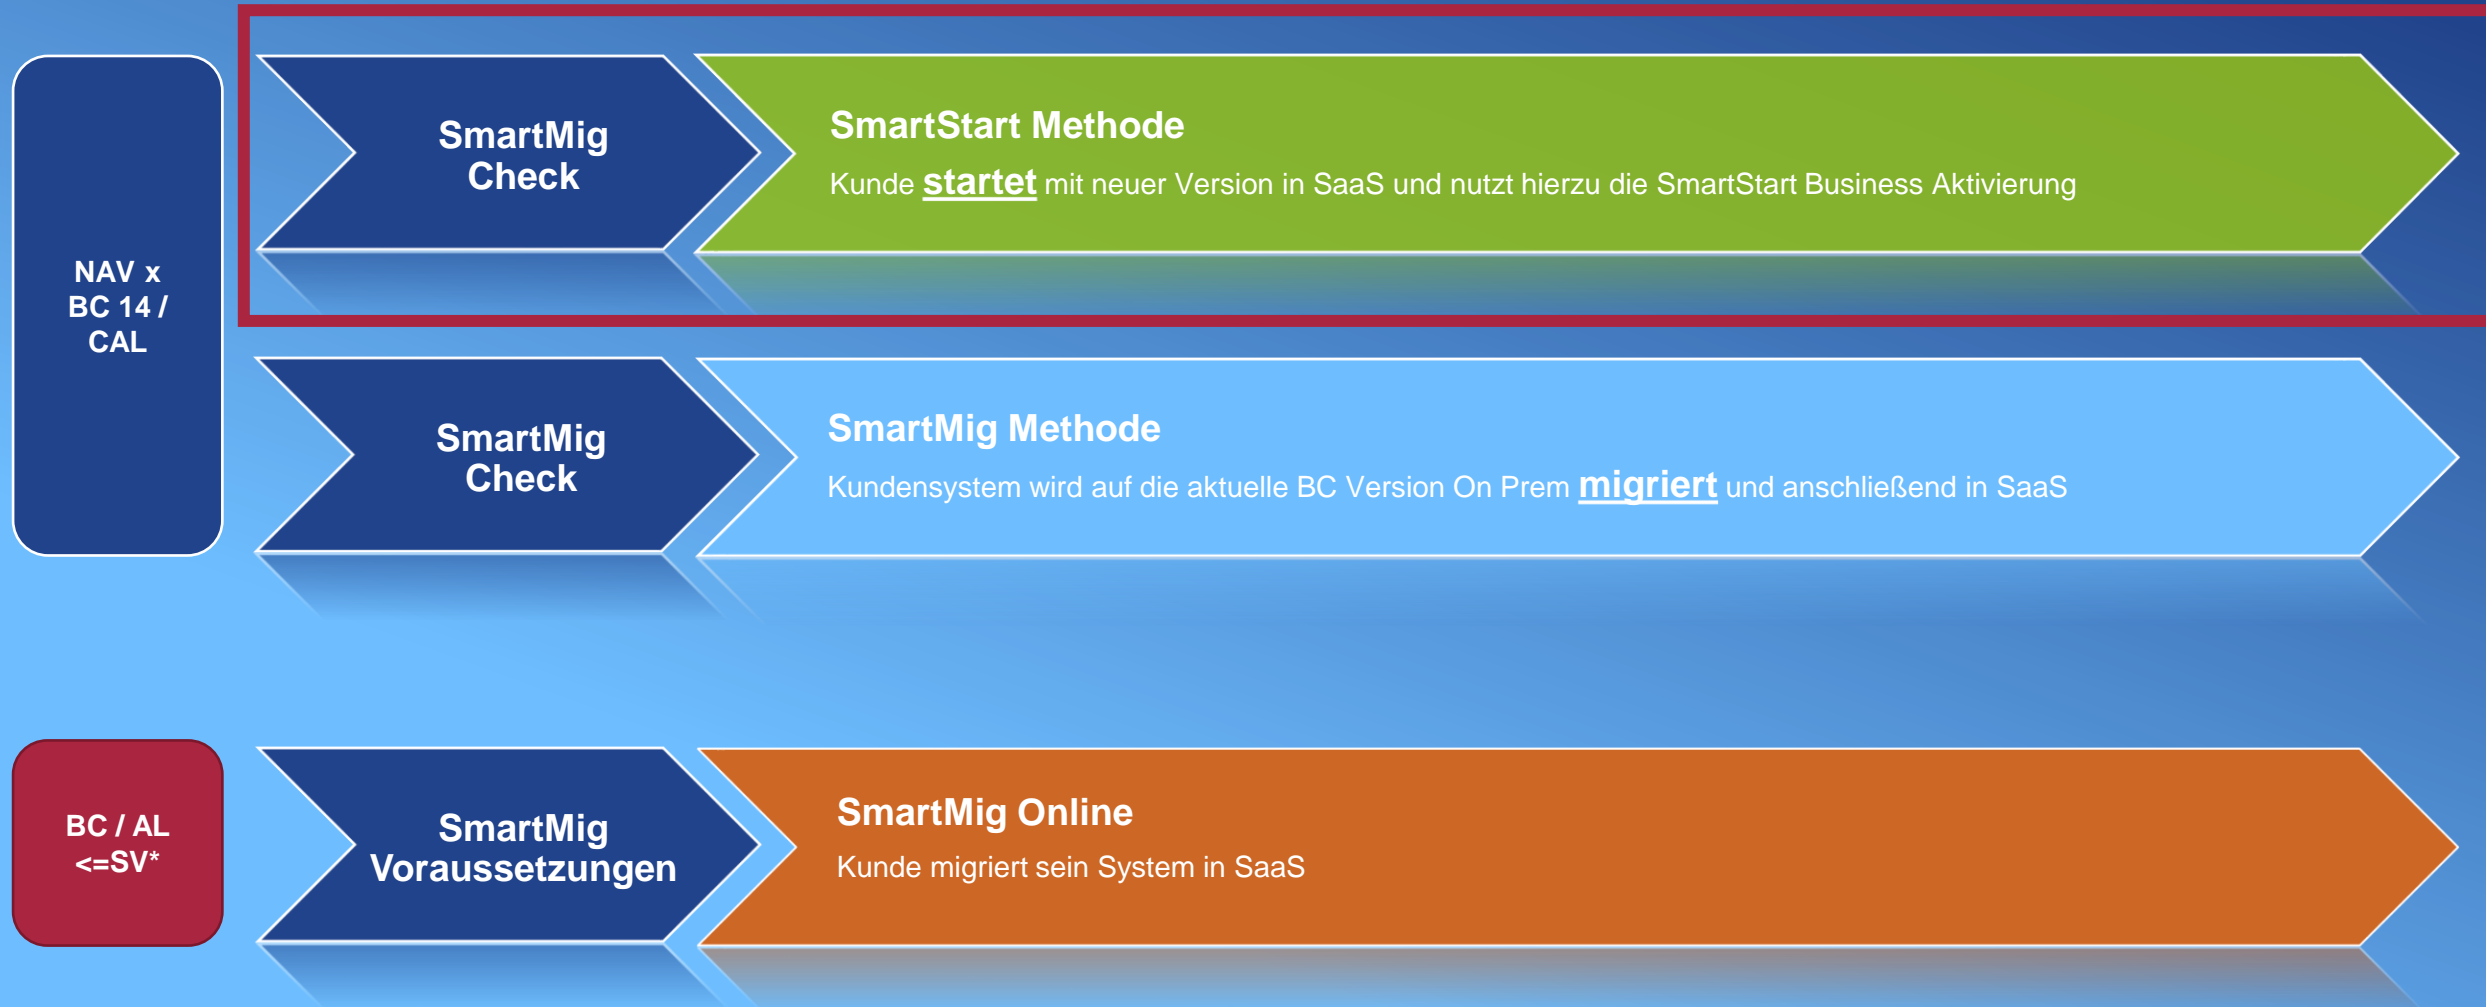 NAV x
BC 14 /
CAL
SmartMig
Check
SmartStart Methode
Kunde startet mit neuer Version in SaaS und nutzt hierzu die SmartStart Business Aktivierung
SmartMig
Check
SmartMig Methode
Kundensystem wird auf die aktuelle BC Version On Prem migriert und anschließend in SaaS
BC / AL
<=SV*
SmartMig
Voraussetzungen
SmartMig Online
Kunde migriert sein System in SaaS